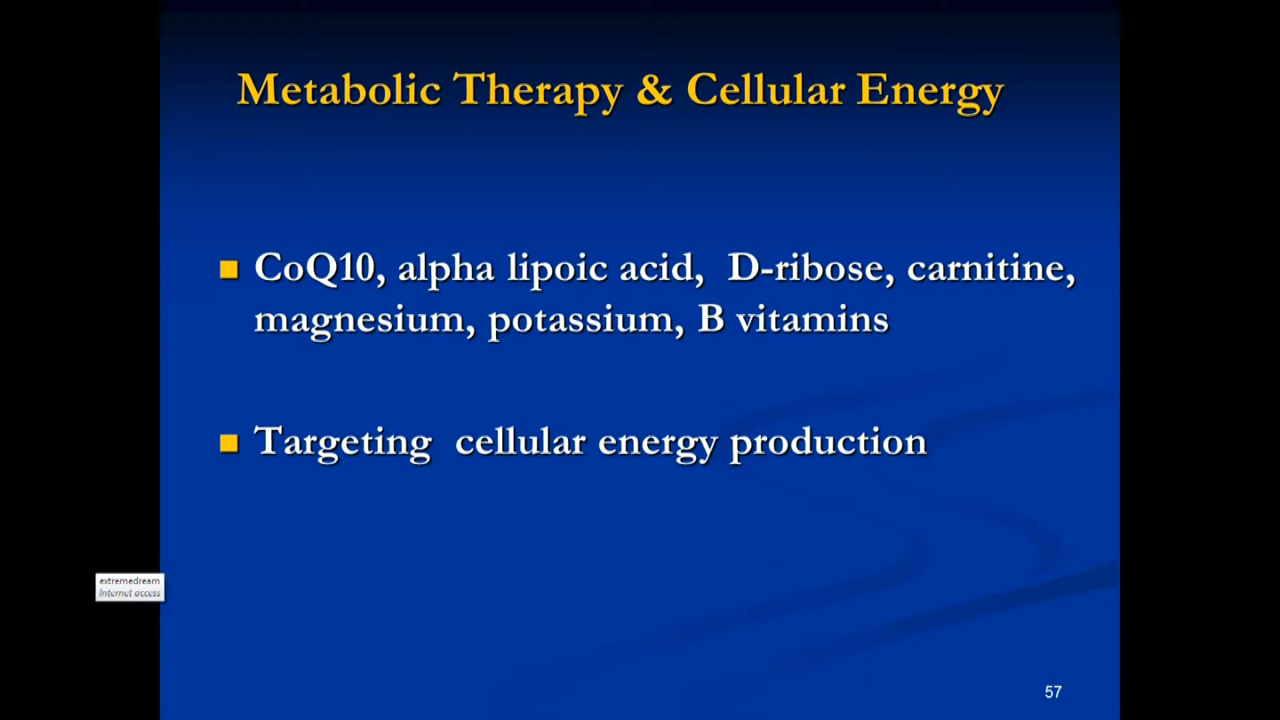 Metabolic Therapy & Cellular Energy
CoQ10, alpha lipoic acid, D-ribose, carnitine,
magnesium, potassium, B vitamins
Targeting cellular energy production
extremedream
Internet access
57